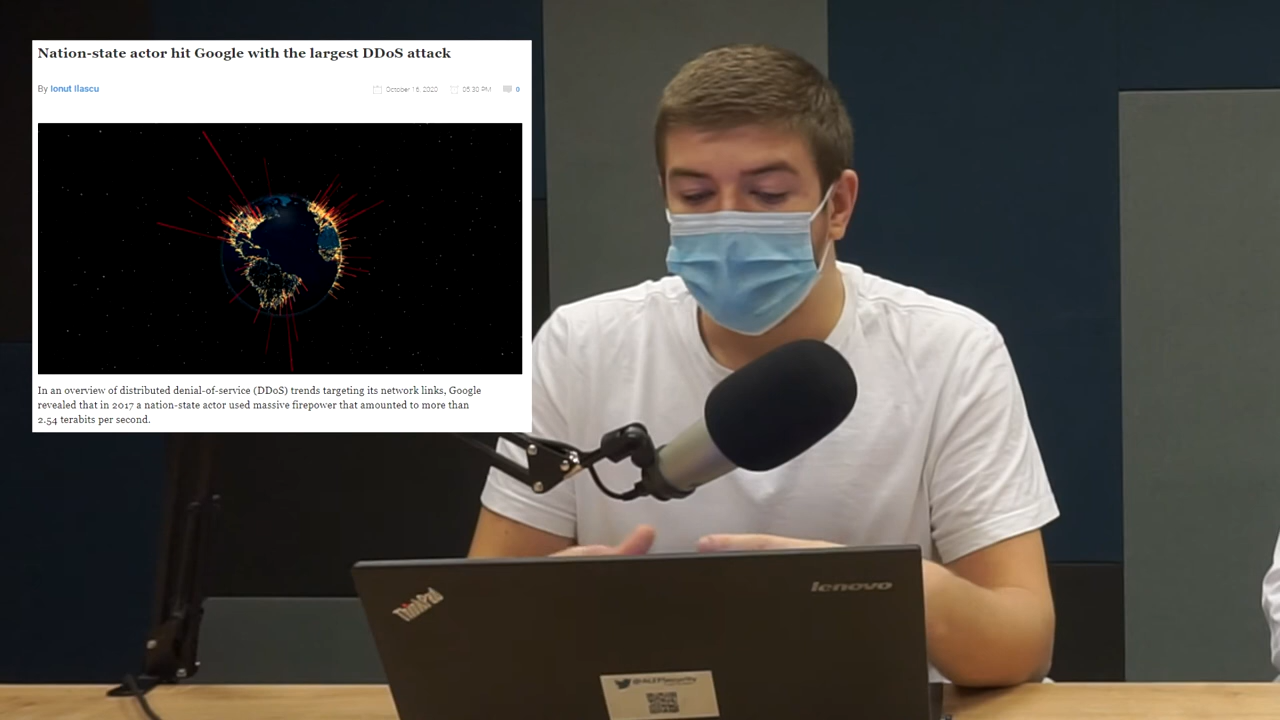 Nation-state actor hit Google with the largest DDoS attack
By Ionut Ilascu
October 16, 2020 05:30 PM 0
In an overview of distributed denial-of-service (DDoS) trends targeting its network links, Google
revealed that in 2017 a nation-state actor used massive firepower that amounted to more than
2.54 terabits per second.
lenovo
ThinkPad